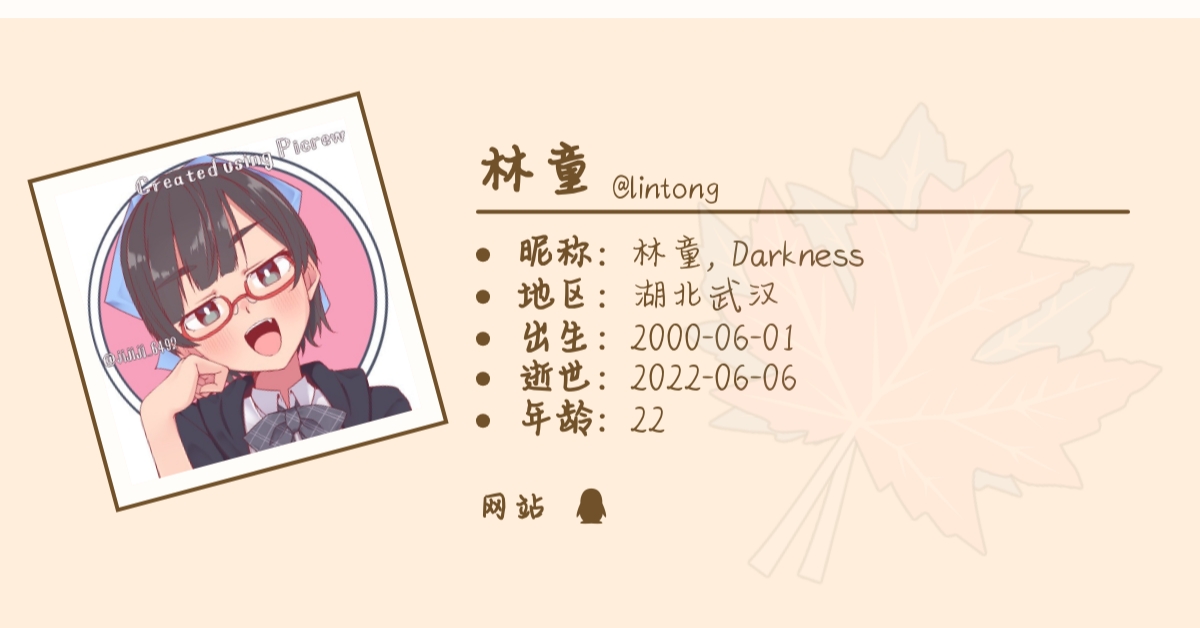 Created using Picrew
@jijiji_6499
林童 @lintong
昵称：林童, Darkness
地区：湖北武汉
出生：2000-06-01
逝世：2022-06-06
年龄：22
网站